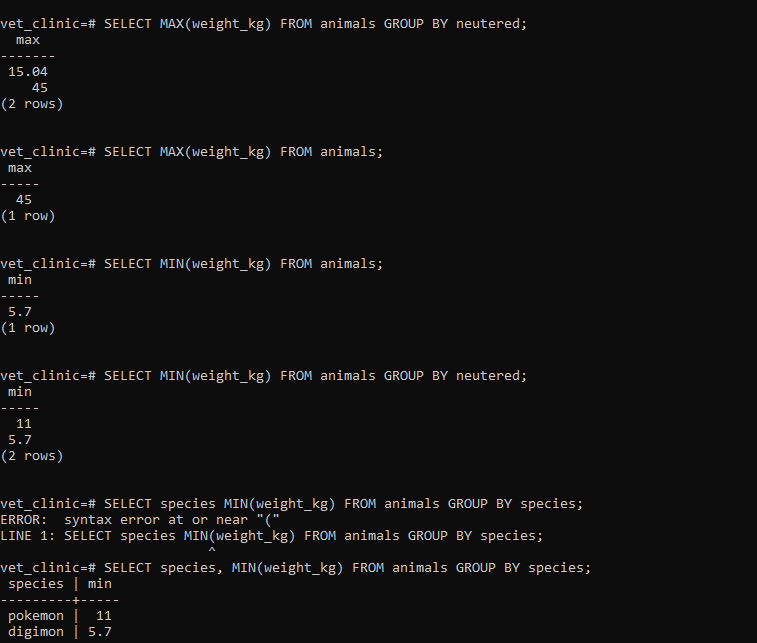 vet_clinic=# SELECT MAX(weight_kg) FROM animals GROUP BY neutered;
  max
-------
 15.04
    45
(2 rows)
vet_clinic=# SELECT MAX(weight_kg) FROM animals;
 max
-----
  45
(1 row)
vet_clinic=# SELECT MIN(weight_kg) FROM animals;
 min
-----
 5.7
(1 row)
vet_clinic=# SELECT MIN(weight_kg) FROM animals GROUP BY neutered;
 min
-----
  11
 5.7
(2 rows)
vet_clinic=# SELECT species MIN(weight_kg) FROM animals GROUP BY species;
ERROR:  syntax error at or near "("
LINE 1: SELECT species MIN(weight_kg) FROM animals GROUP BY species;
                          ^
vet_clinic=# SELECT species, MIN(weight_kg) FROM animals GROUP BY species;
 species | min
---------+-----
 pokemon |  11
 digimon | 5.7